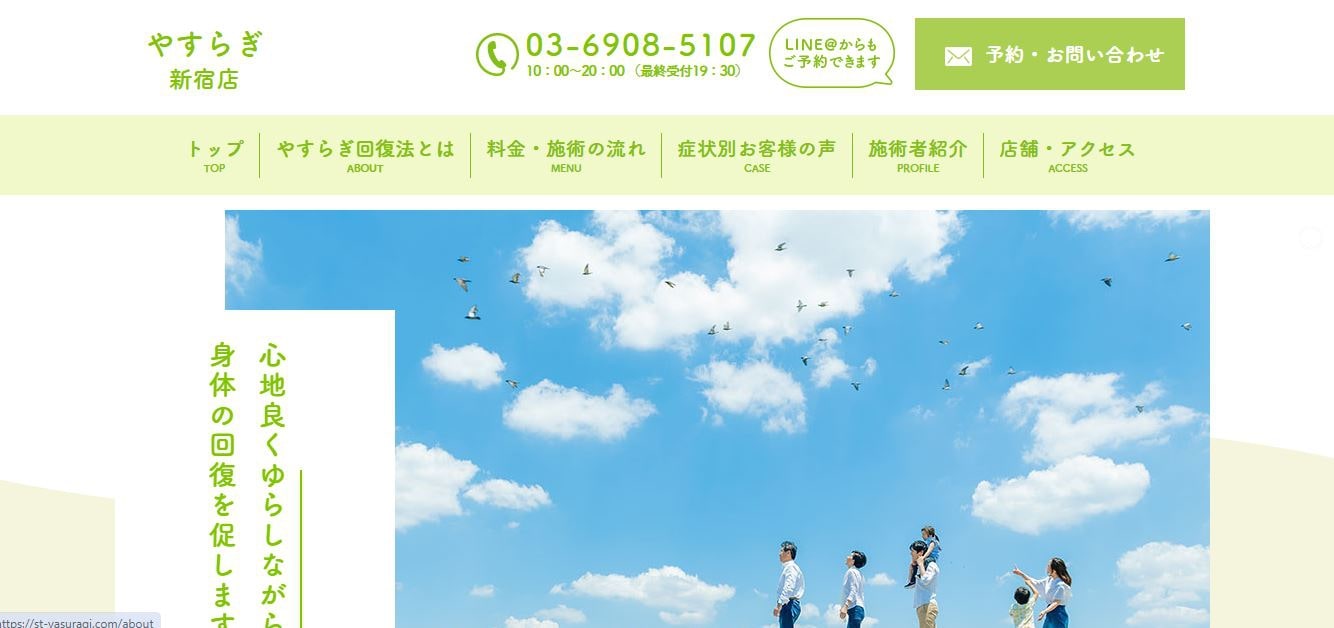 やすらぎ
新宿店
03-6908-5107
10：00～20：00（最終受付19：30）
LINE@からも
ご予約できます
予約・お問い合わせ
トップ
TOP
やすらぎ回復法とは
ABOUT
料金・施術の流れ
MENU
症状別お客様の声
CASE
施術者紹介
PROFILE
店舗・アクセス
ACCESS
心地良くゆらしながら
身体の回復を促します
https://st-yasuragi.com/about